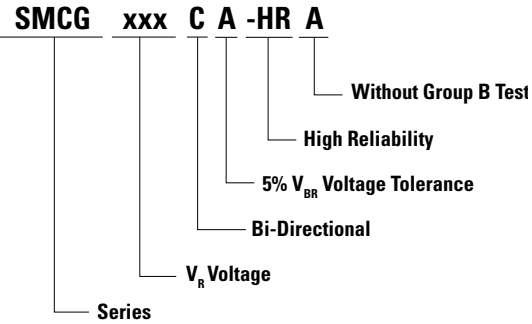 SMCG xxx C A -HR A
Without Group B Test
High Reliability
5% VBR Voltage Tolerance
Bi-Directional
VR Voltage
Series